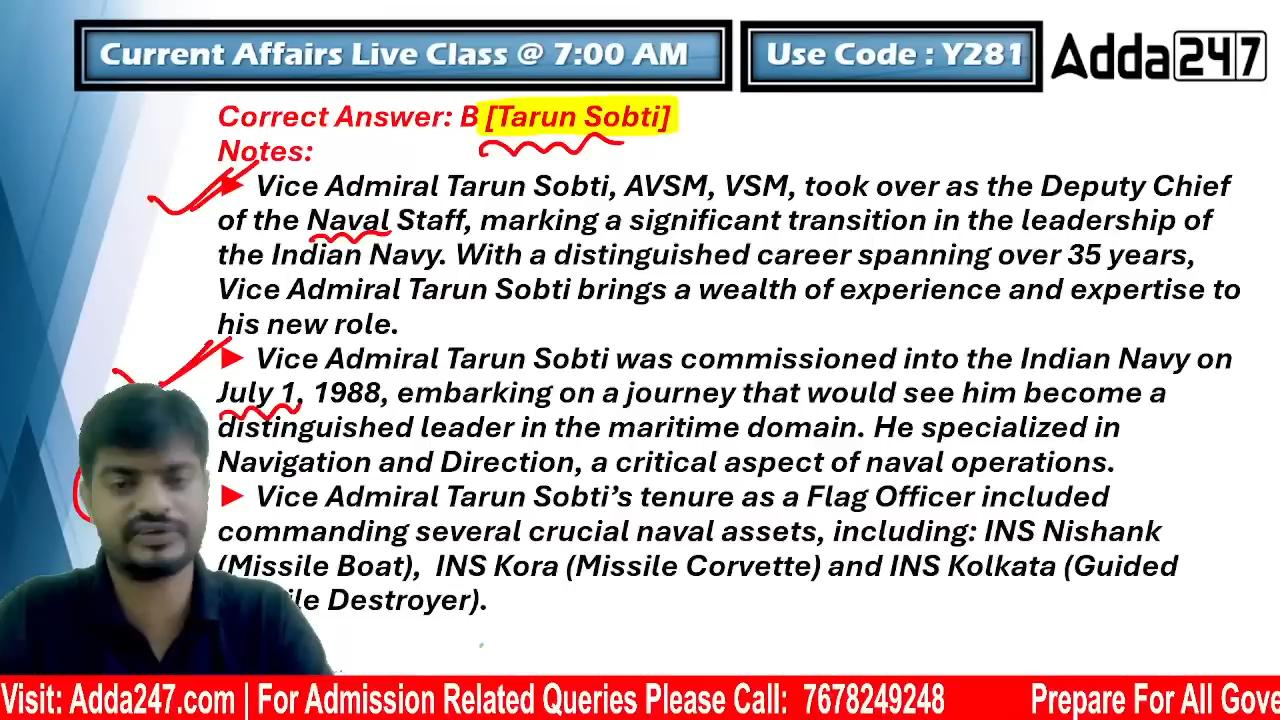 Current Affairs Live Class @ 7:00 AM
Use Code : Y281
Adda247
Correct Answer: B [Tarun Sobti]
Notes:
► Vice Admiral Tarun Sobti, AVSM, VSM, took over as the Deputy Chief
of the Naval Staff, marking a significant transition in the leadership of
the Indian Navy. With a distinguished career spanning over 35 years,
Vice Admiral Tarun Sobti brings a wealth of experience and expertise to
his new role.
► Vice Admiral Tarun Sobti was commissioned into the Indian Navy on
July 1, 1988, embarking on a journey that would see him become a
distinguished leader in the maritime domain. He specialized in
Navigation and Direction, a critical aspect of naval operations.
► Vice Admiral Tarun Sobti’s tenure as a Flag Officer included
commanding several crucial naval assets, including: INS Nishank
(Missile Boat), INS Kora (Missile Corvette) and INS Kolkata (Guided
Destroyer).
Visit: Adda247.com | For Admission Related Queries Please Call: 7678249248 Prepare For All